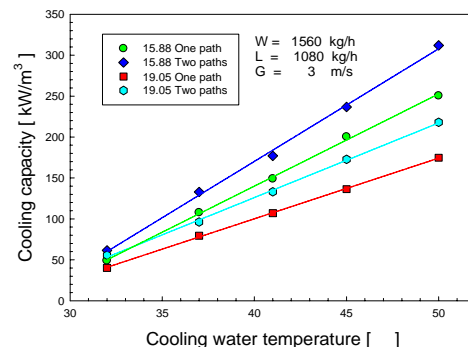 350
300
250
200
150
100
50
0
Cooling capacity [ kW/m³ ]
15.88 One path
15.88 Two paths
19.05 One path
19.05 Two paths
W = 1560 kg/h
L = 1080 kg/h
G = 3 m/s
30 35 40 45 50
Cooling water temperature [ ]